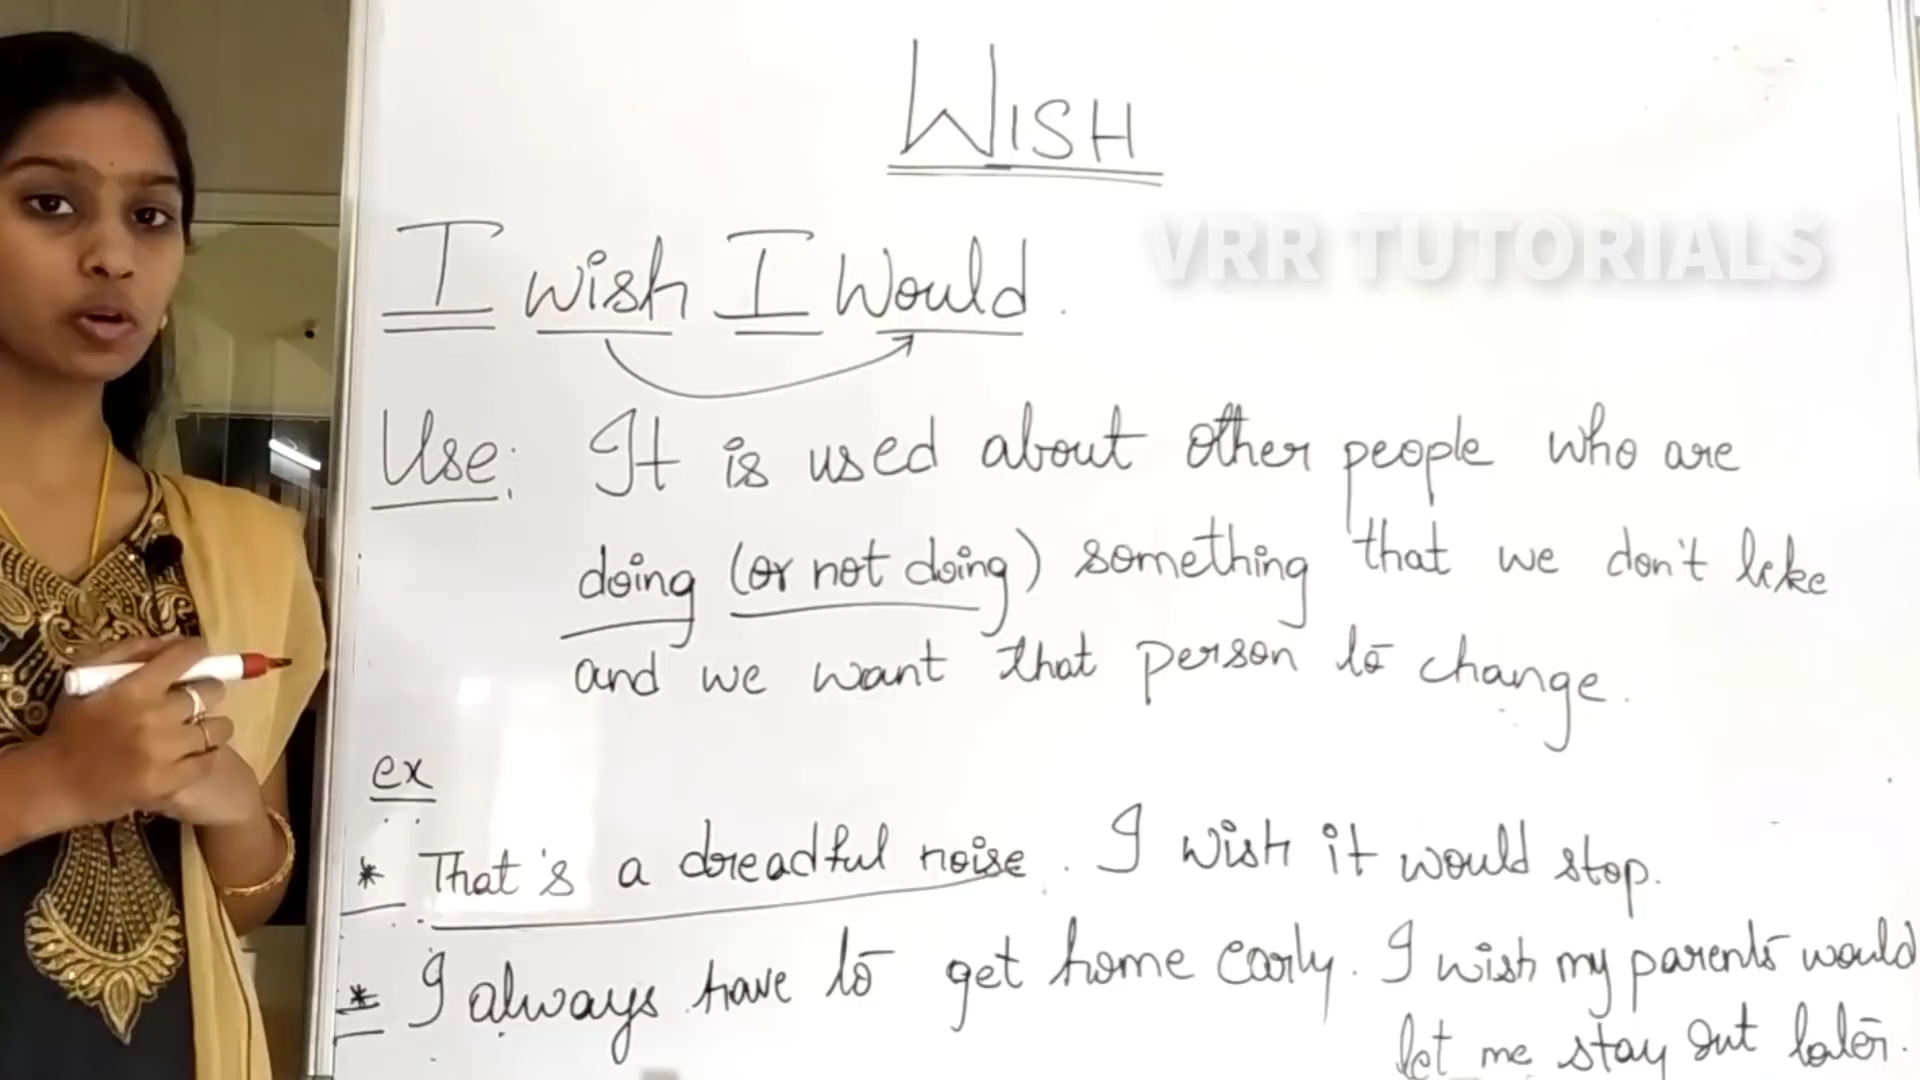 WISH
VRR TUTORIALS
I wish I Would.
Use: It is used about other people who are
doing (or not doing) something that we don't like
and we want that person to change.
ex
* That's a dreadful noise. I wish it would stop.
* I always have to get home early. I wish my parents would
let me stay out later.